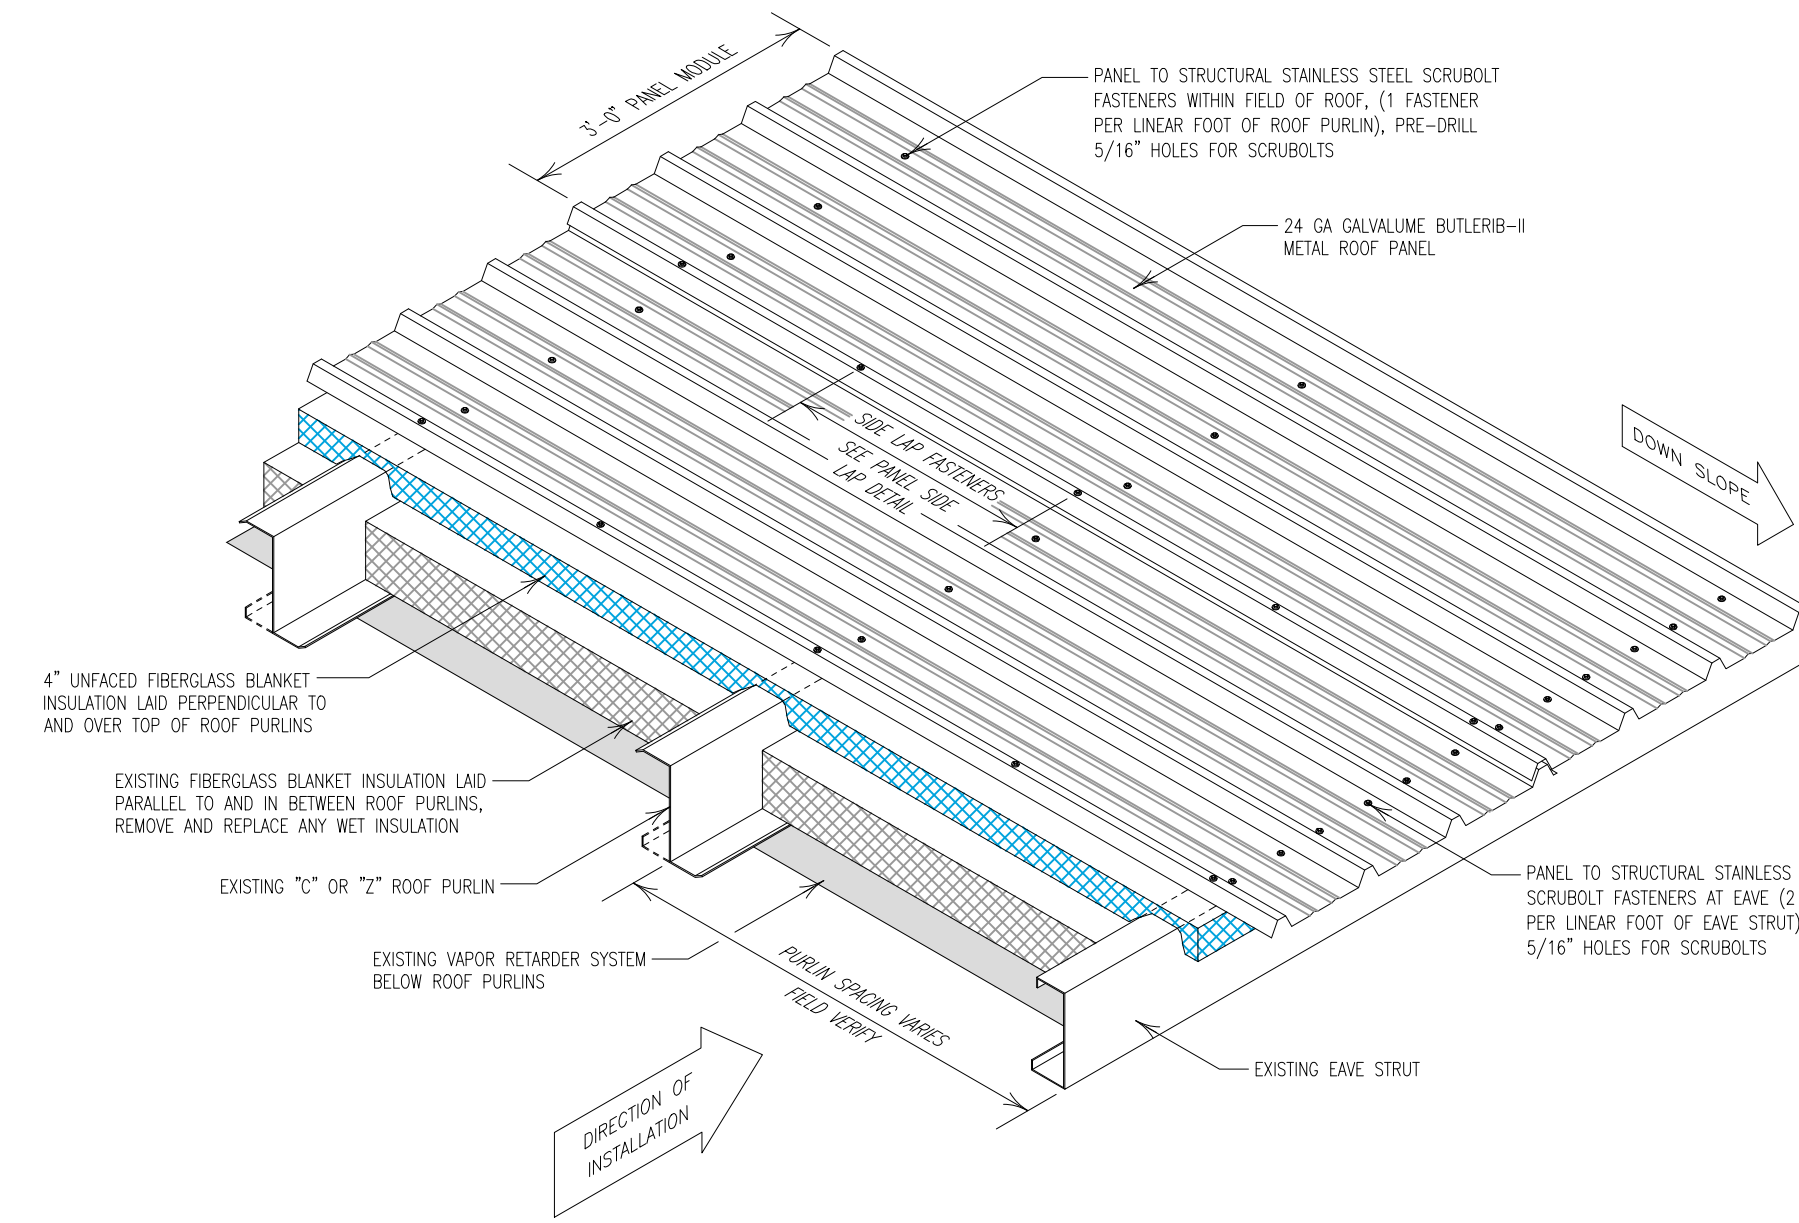 3'-0" PANEL MODULE
PANEL TO STRUCTURAL STAINLESS STEEL SCRUBOLT
FASTENERS WITHIN FIELD OF ROOF, (1 FASTENER
PER LINEAR FOOT OF ROOF PURLIN), PRE-DRILL
5/16" HOLES FOR SCRUBOLTS
24 GA GALVALUME BUTLERIB-II
METAL ROOF PANEL
DOWN SLOPE
SIDE LAP FASTENERS
SEE PANEL SIDE
LAP DETAIL
4" UNFACED FIBERGLASS BLANKET
INSULATION LAID PERPENDICULAR TO
AND OVER TOP OF ROOF PURLINS
EXISTING FIBERGLASS BLANKET INSULATION LAID
PARALLEL TO AND IN BETWEEN ROOF PURLINS,
REMOVE AND REPLACE ANY WET INSULATION
EXISTING "C" OR "Z" ROOF PURLIN
EXISTING VAPOR RETARDER SYSTEM
BELOW ROOF PURLINS
PURLIN SPACING VARIES
FIELD VERIFY
PANEL TO STRUCTURAL STAINLESS
SCRUBOLT FASTENERS AT EAVE (2
PER LINEAR FOOT OF EAVE STRUT)
5/16" HOLES FOR SCRUBOLTS
EXISTING EAVE STRUT
DIRECTION OF
INSTALLATION